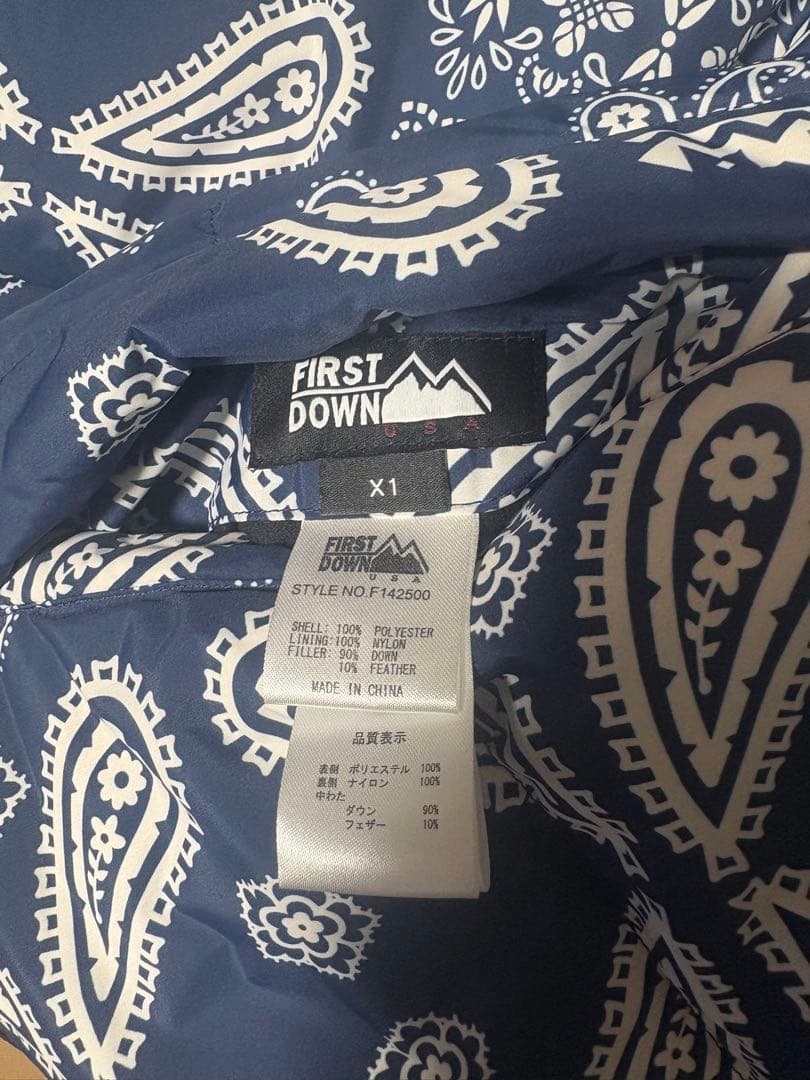 FIRST
DOWN
USA
X1
FIRST
DOWN
USA
STYLE NO.F142500
SHELL: 100% POLYESTER
LINING:100% NYLON
FILLER: 90% DOWN
10% FEATHER
MADE IN CHINA
品質表示
表側 ポリエステル 100%
裏側 ナイロン 100%
中わた
ダウン 90%
フェザー 10%